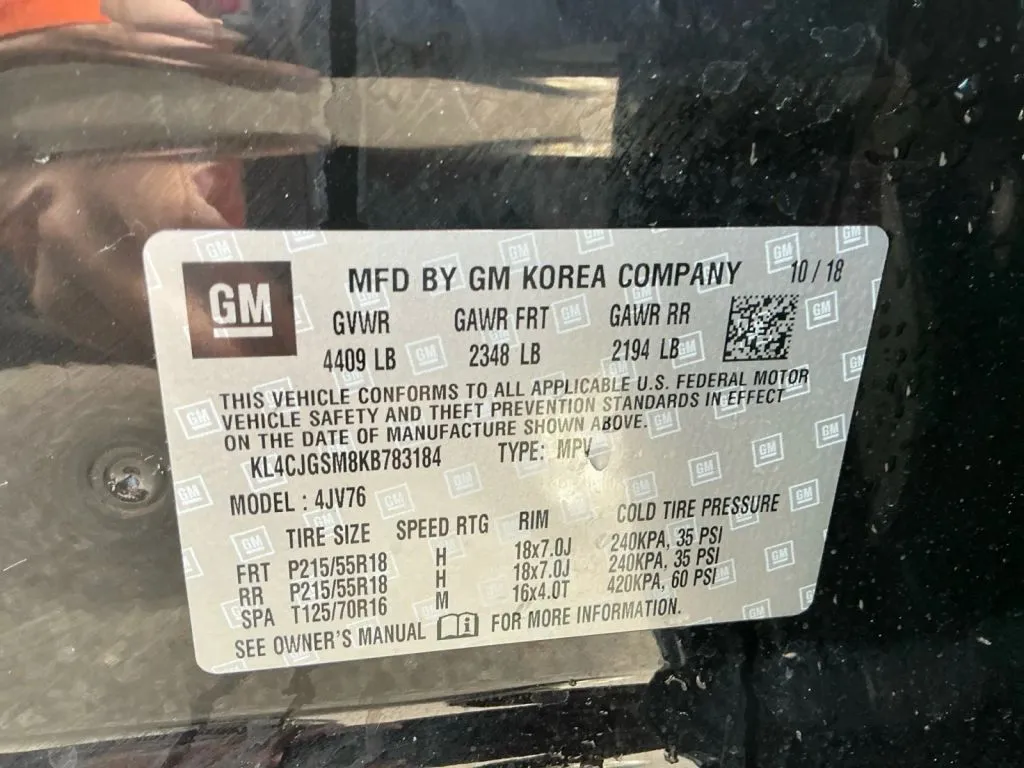 GM
MFD BY GM KOREA COMPANY 10/18
GVWR GAWR FRT GAWR RR
4409 LB 2348 LB 2194 LB
THIS VEHICLE CONFORMS TO ALL APPLICABLE U.S. FEDERAL MOTOR
VEHICLE SAFETY AND THEFT PREVENTION STANDARDS IN EFFECT
ON THE DATE OF MANUFACTURE SHOWN ABOVE.
KL4CJGSM8KB783184 TYPE: MPV
MODEL : 4JV76
TIRE SIZE SPEED RTG RIM COLD TIRE PRESSURE
FRT P215/55R18 H 18x7.0J 240KPA, 35 PSI
RR P215/55R18 H 18x7.0J 240KPA, 35 PSI
SPA T125/70R16 M 16x4.0T 420KPA, 60 PSI
SEE OWNER'S MANUAL FOR MORE INFORMATION.